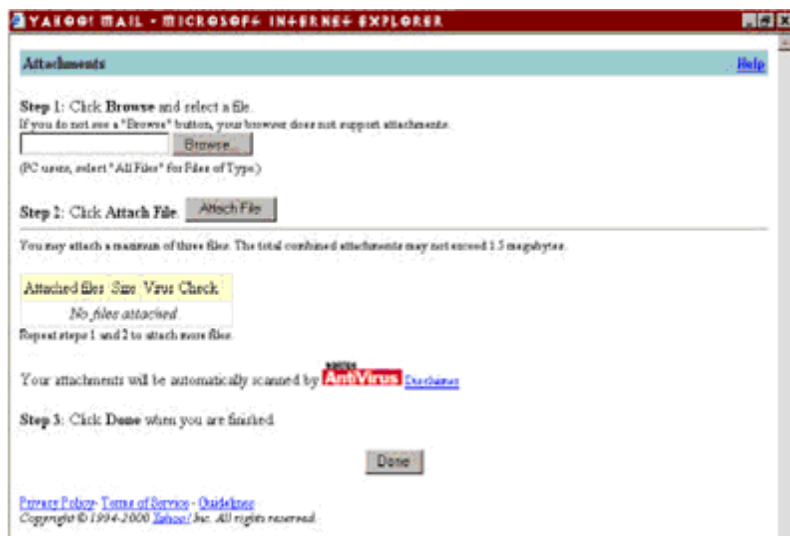 YAHOO! MAIL - MICROSOFT INTERNET EXPLORER
Attachments Help
Step 1: Click Browse and select a file.
If you do not see a "Browse" button, your browser does not support attachments.
Browse...
(PC users, select "All Files" for Files of Type.)
Step 2: Click Attach File. Attach File
You may attach a maximum of three files. The total combined attachments may not exceed 1.5 megabytes.
Attached files Size Virus Check
No files attached
Repeat steps 1 and 2 to attach more files.
Your attachments will be automatically scanned by AntiVirus Disclaimer
Step 3: Click Done when you are finished.
Done
Privacy Policy- Terms of Service - Guidelines
Copyright © 1994-2000 Yahoo! Inc. All rights reserved.